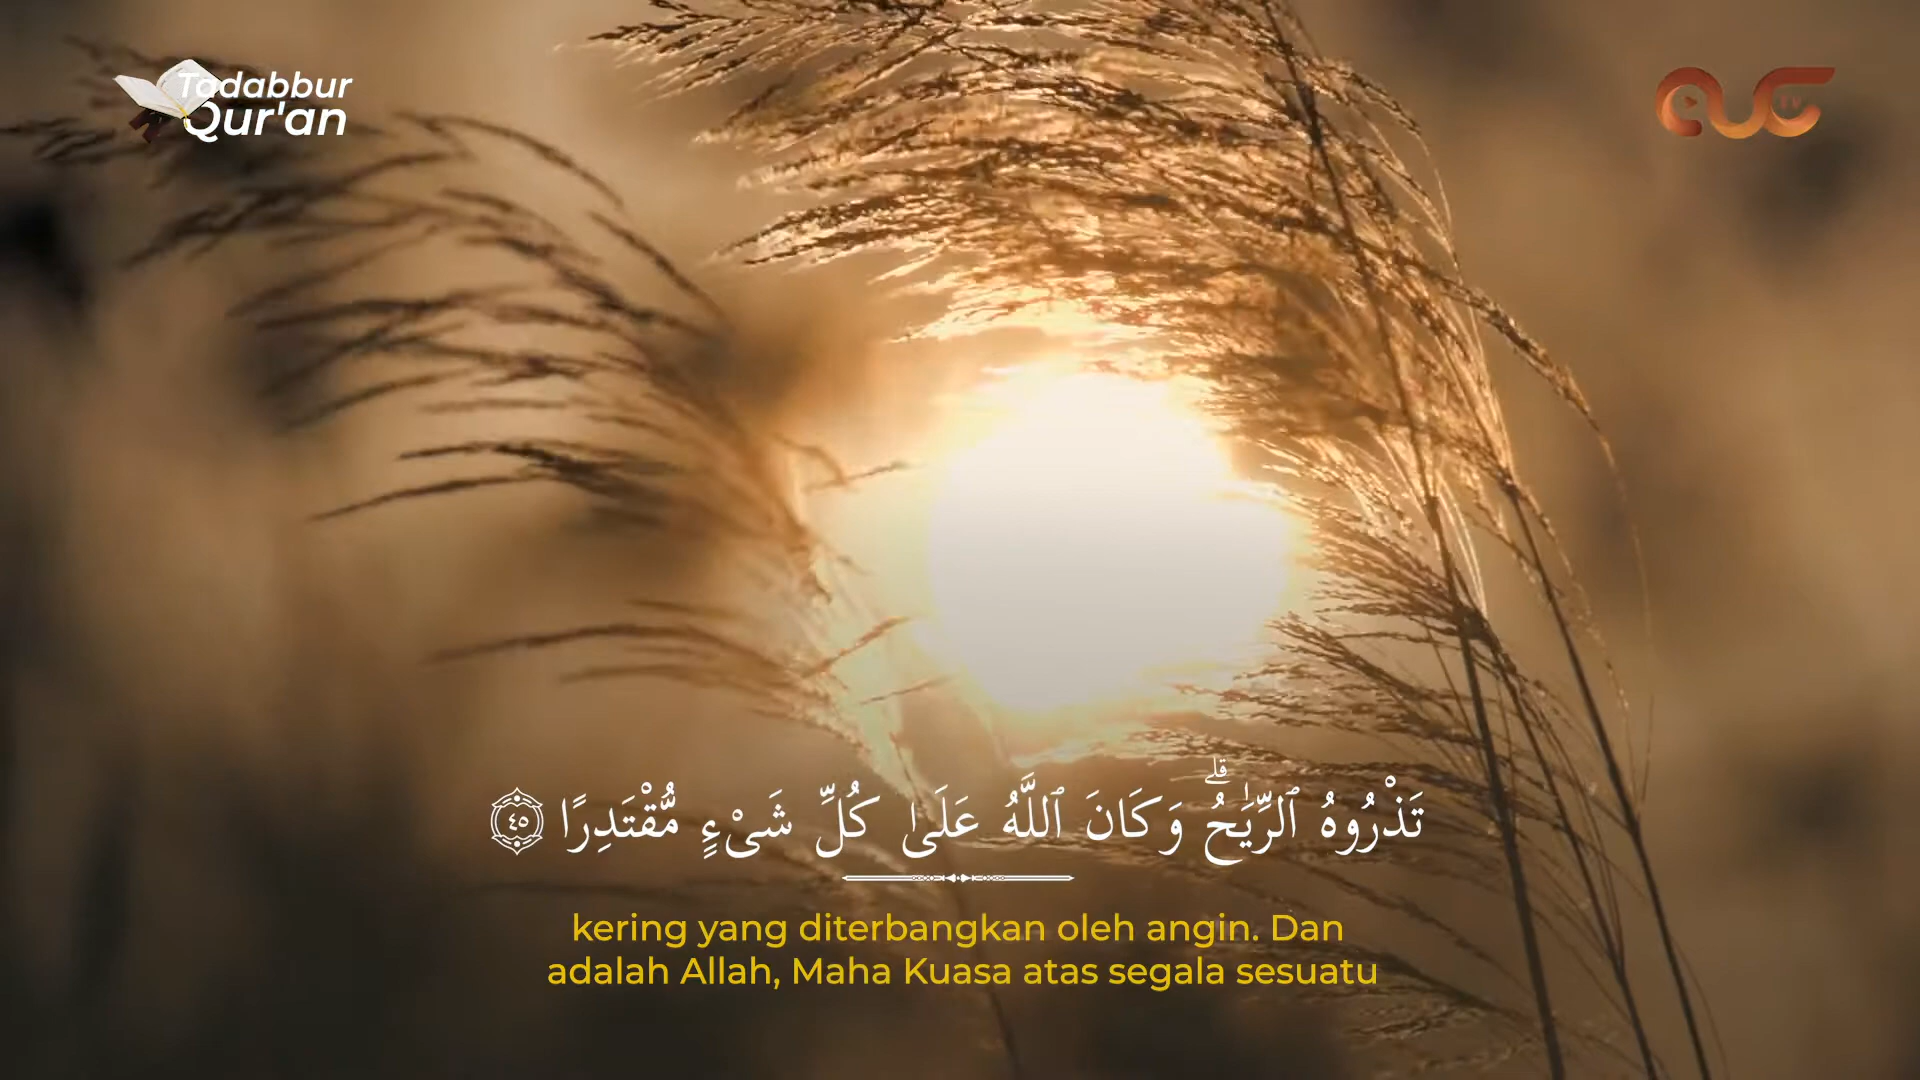 Tadabbur
Qur'an
TV
تَذْرُوهُ ٱلرِّيَٰحُ ۗ وَكَانَ ٱللَّهُ عَلَىٰ كُلِّ شَىْءٍ مُّقْتَدِرًا ٤٥
kering yang diterbangkan oleh angin. Dan
adalah Allah, Maha Kuasa atas segala sesuatu